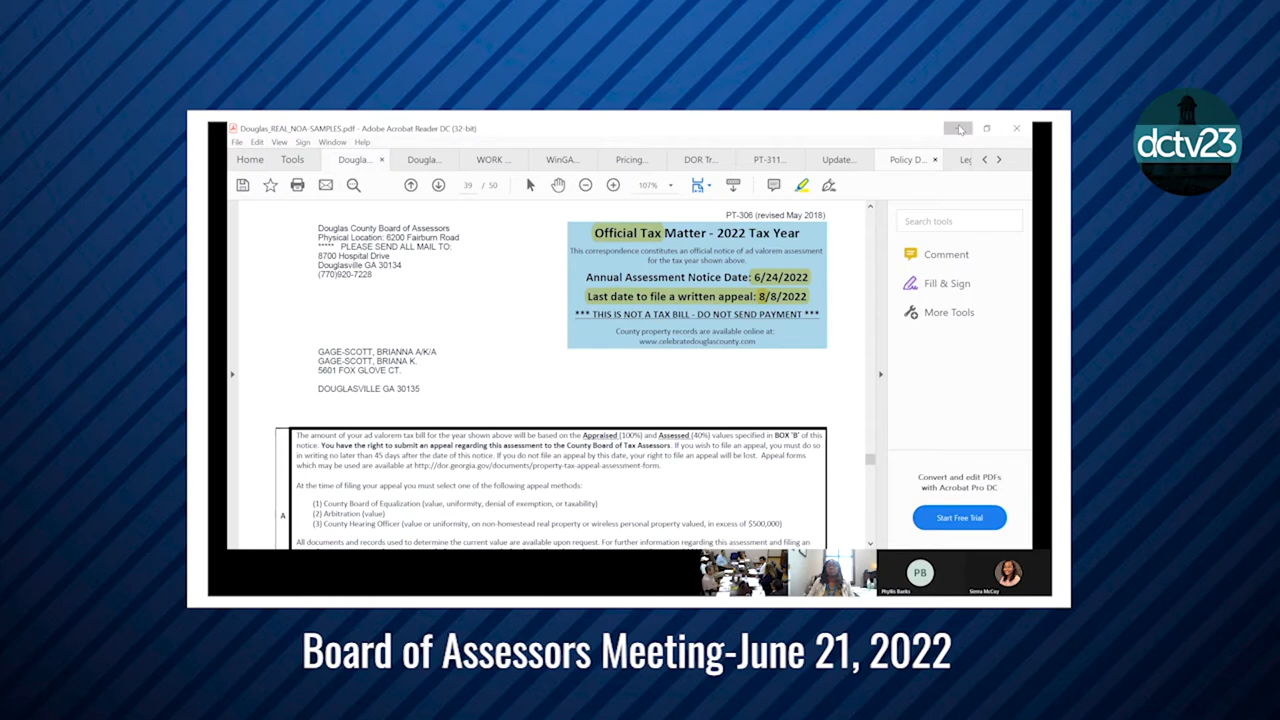 dctv23
Douglas_REAL_NOA-SAMPLES.pdf - Adobe Acrobat Reader DC (32-bit)
File Edit View Sign Window Help
Home Tools Dougla... × Dougla... WORK ... WinGA... Pricing... DOR Tr... PT-311... Update... Policy D... × Leg
39 / 50 107%
PT-306 (revised May 2018)
Douglas County Board of Assessors
Physical Location: 6200 Fairburn Road
***** PLEASE SEND ALL MAIL TO:
8700 Hospital Drive
Douglasville GA 30134
(770)920-7228
Official Tax Matter - 2022 Tax Year
This correspondence constitutes an official notice of ad valorem assessment
for the tax year shown above.
Annual Assessment Notice Date: 6/24/2022
Last date to file a written appeal: 8/8/2022
*** THIS IS NOT A TAX BILL - DO NOT SEND PAYMENT ***
County property records are available online at:
www.celebratedouglascounty.com
GAGE-SCOTT, BRIANNA A/K/A
GAGE-SCOTT, BRIANA K.
5601 FOX GLOVE CT.
DOUGLASVILLE GA 30135
The amount of your ad valorem tax bill for the year shown above will be based on the Appraised (100%) and Assessed (40%) values specified in BOX 'B' of this
notice. You have the right to submit an appeal regarding this assessment to the County Board of Tax Assessors. If you wish to file an appeal, you must do so
in writing no later than 45 days after the date of this notice. If you do not file an appeal by this date, your right to file an appeal will be lost. Appeal forms
which may be used are available at http://dor.georgia.gov/documents/property-tax-appeal-assessment-form.
At the time of filing your appeal you must select one of the following appeal methods:
(1) County Board of Equalization (value, uniformity, denial of exemption, or taxability)
(2) Arbitration (value)
A
(3) County Hearing Officer (value or uniformity, on non-homestead real property or wireless personal property valued, in excess of $500,000)
All documents and records used to determine the current value are available upon request. For further information regarding this assessment and filing an
Search tools
Comment
Fill & Sign
More Tools
Convert and edit PDFs
with Acrobat Pro DC
Start Free Trial
PB
Phyllis Banks
Sierra McCoy
Board of Assessors Meeting-June 21, 2022